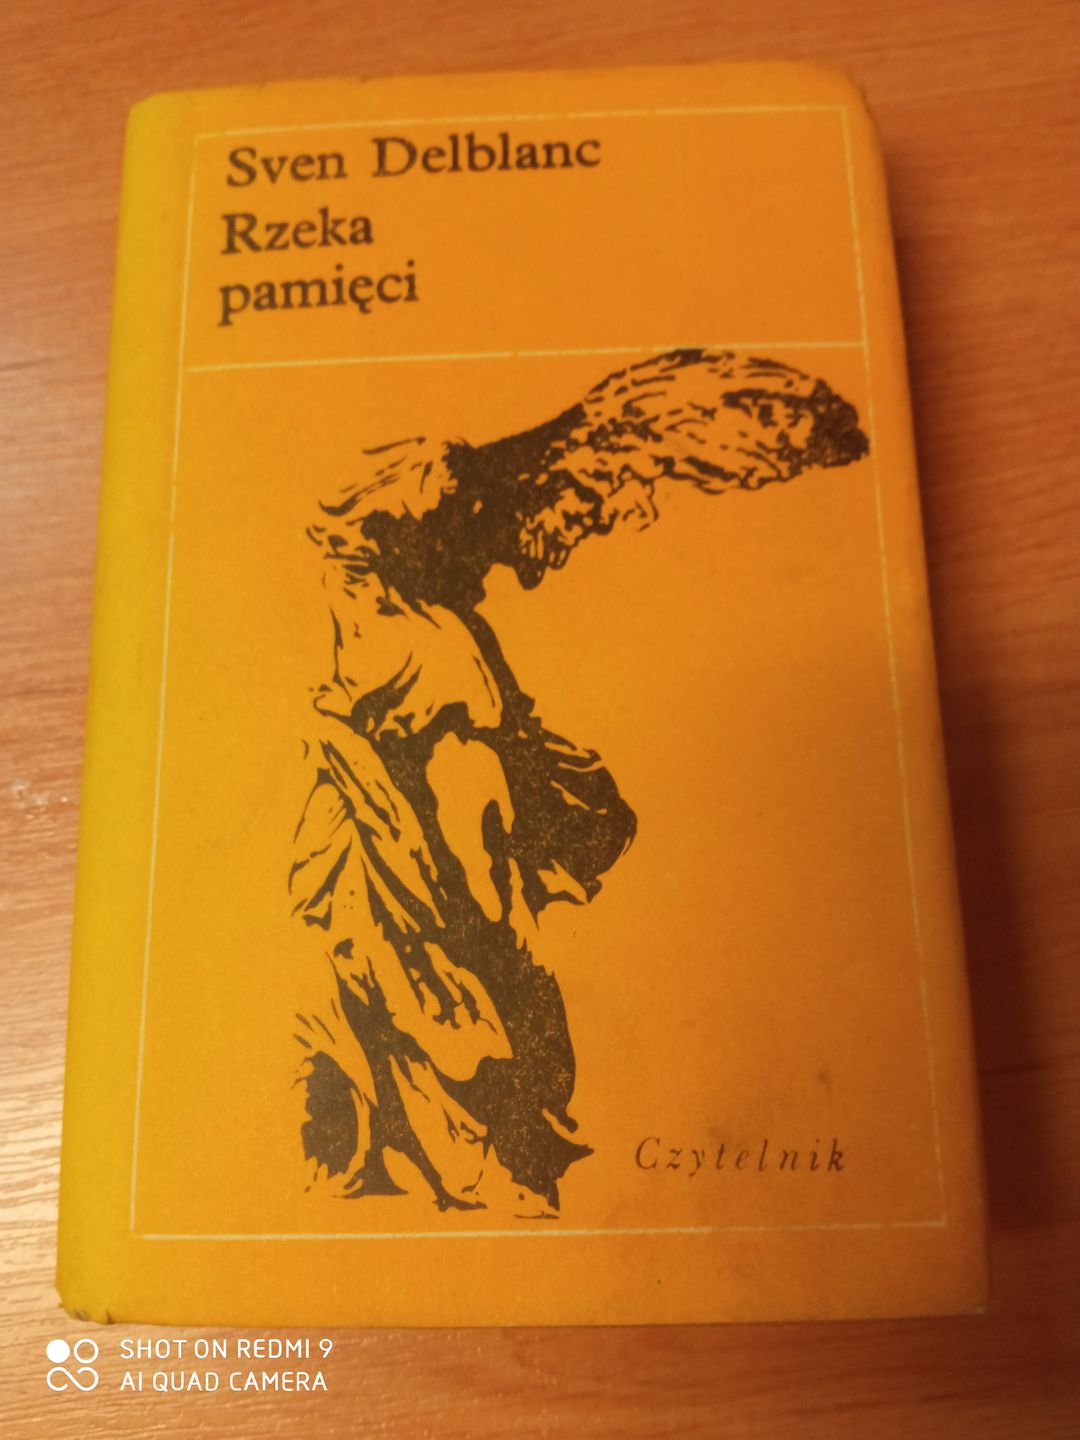 Sven Delblanc
Rzeka
pamięci
Czytelnik
SHOT ON REDMI 9
AI QUAD CAMERA